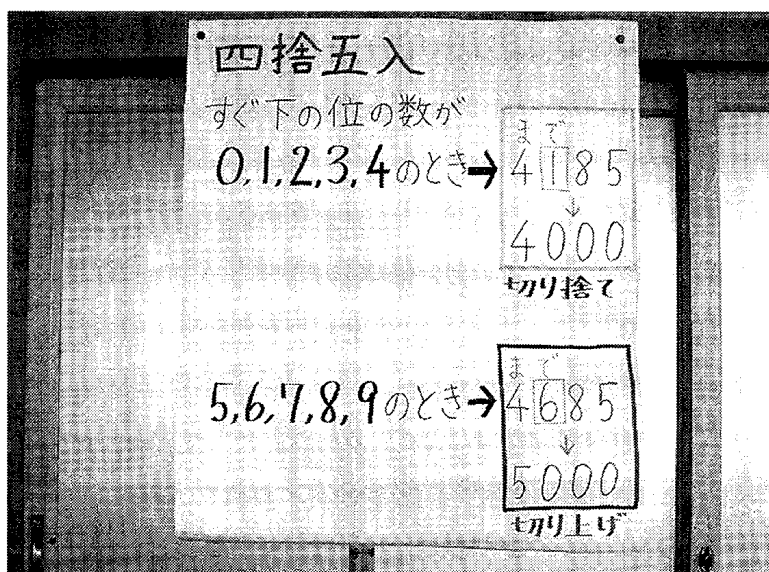 四捨五入
すぐ下の位の数が
0,1,2,3,4のとき→
まで
4185
↓
4000
切り捨て
5,6,7,8,9のとき→
まで
4685
↓
5000
切り上げ